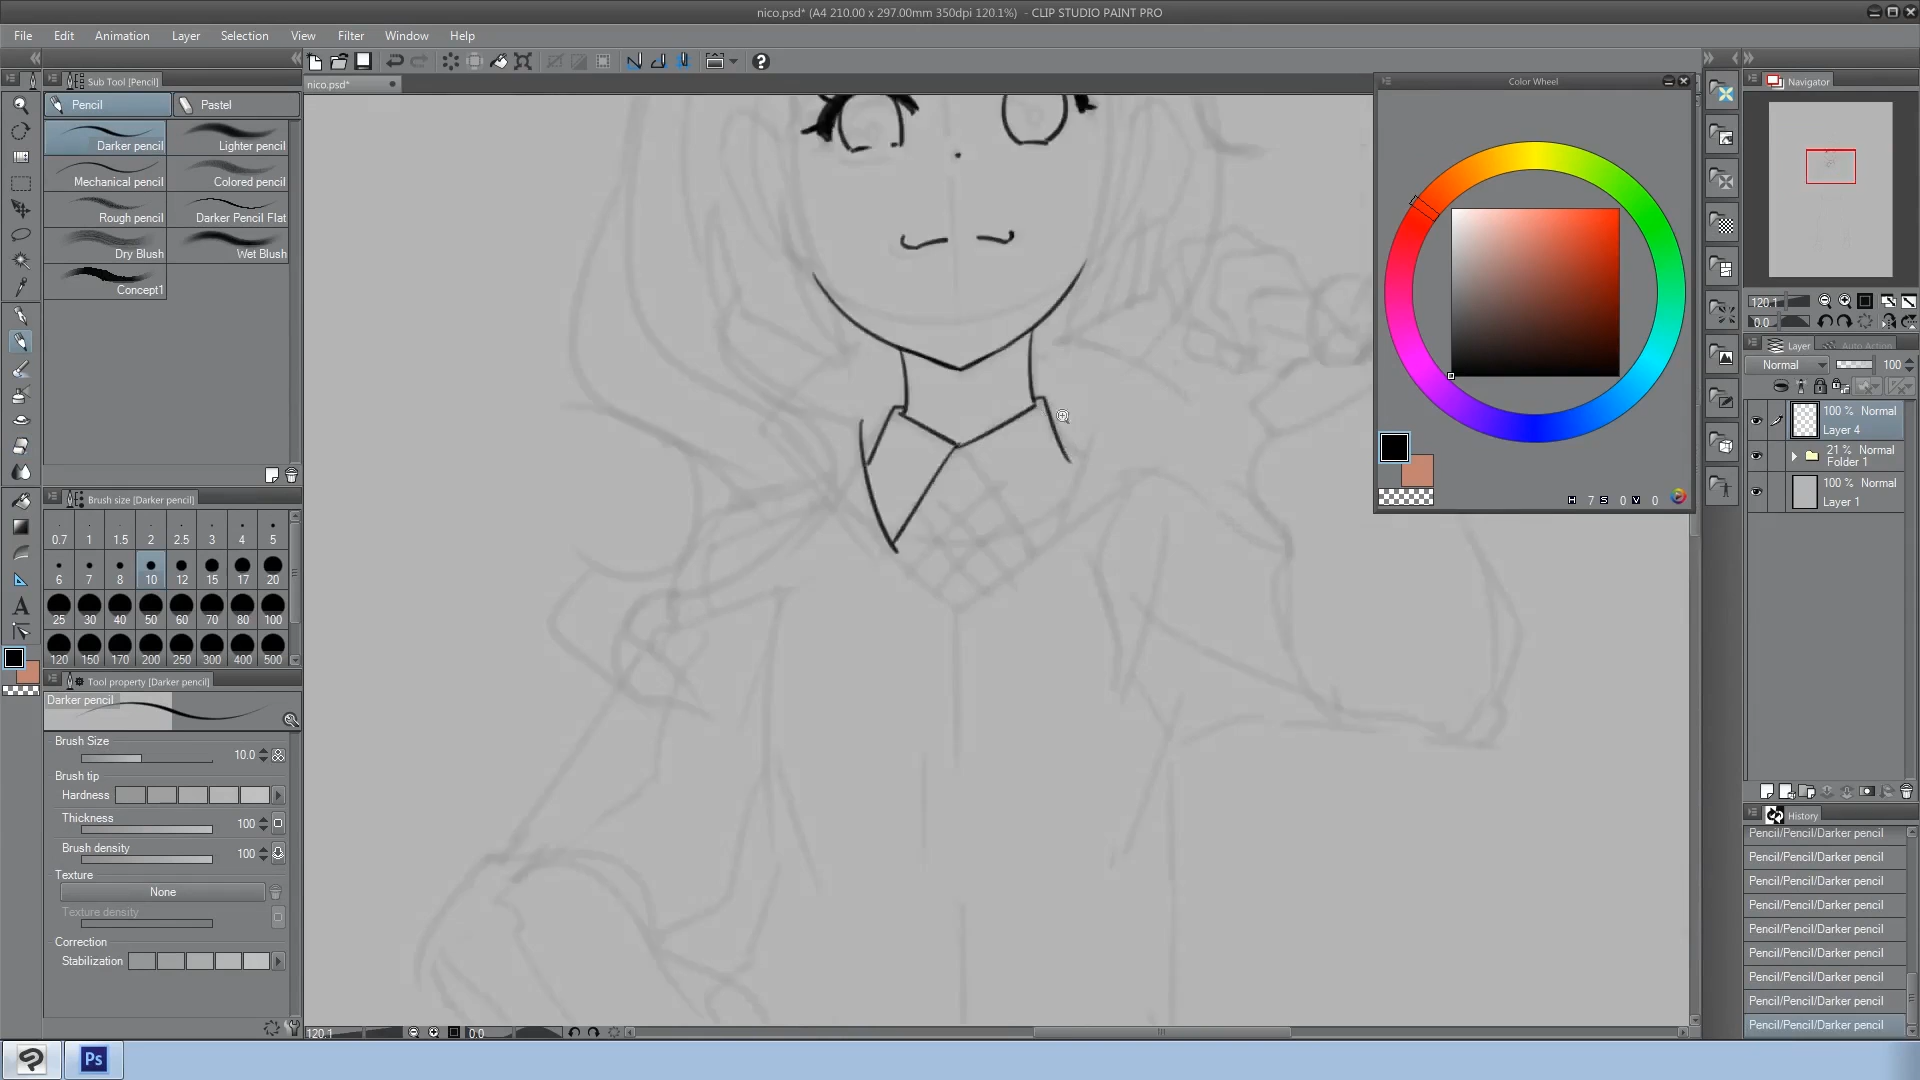 nico.psd* (A4 210.00 x 297.00mm 350dpi 120.1%) - CLIP STUDIO PAINT PRO
File Edit Animation Layer Selection View Filter Window Help
Sub Tool [Pencil]
nico.psd*
Color Wheel
Navigator
Pencil Pastel
Darker pencil Lighter pencil
Mechanical pencil Colored pencil
Rough pencil Darker Pencil Flat
Dry Blush Wet Blush
Concept1
Brush size [Darker pencil]
0.7 1 1.5 2 2.5 3 4 5
6 7 8 10 12 15 17 20
25 30 40 50 60 70 80 100
120 150 170 200 250 300 400 500
Tool property [Darker pencil]
Darker pencil
Brush Size
10.0
Brush tip
Hardness
Thickness
100
Brush density
100
Texture
None
Texture density
Correction
Stabilization
120.1 0.0
H 7 S 0 V 0
120.1
0.0
Layer Auto Action
Normal 100
100 % Normal
Layer 4
21 % Normal
Folder 1
100 % Normal
Layer 1
History
Pencil/Pencil/Darker pencil
Pencil/Pencil/Darker pencil
Pencil/Pencil/Darker pencil
Pencil/Pencil/Darker pencil
Pencil/Pencil/Darker pencil
Pencil/Pencil/Darker pencil
Pencil/Pencil/Darker pencil
Pencil/Pencil/Darker pencil
Pencil/Pencil/Darker pencil
A
Ps